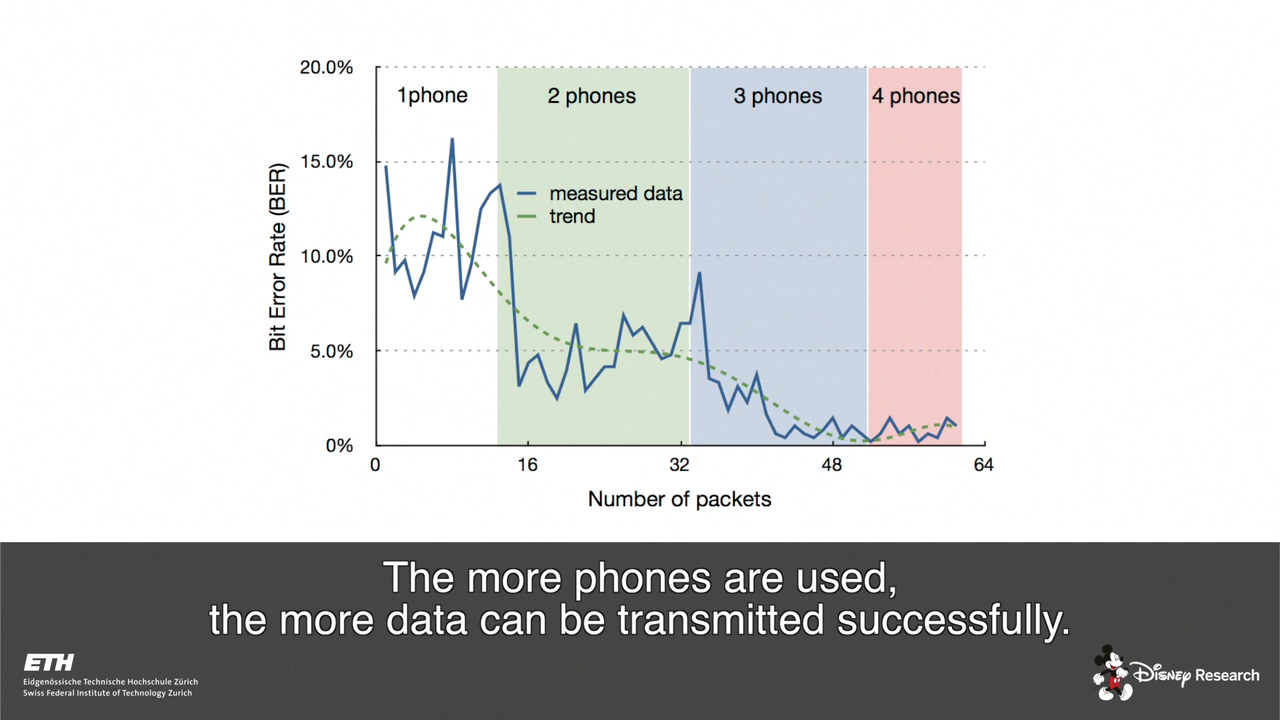 20.0%
1phone
2 phones
3 phones
4 phones
15.0%
measured data
trend
10.0%
5.0%
0%
Bit Error Rate (BER)
0
16
32
48
64
Number of packets
The more phones are used,
the more data can be transmitted successfully.
ETH
Eidgenössische Technische Hochschule Zürich
Swiss Federal Institute of Technology Zurich
Disney Research